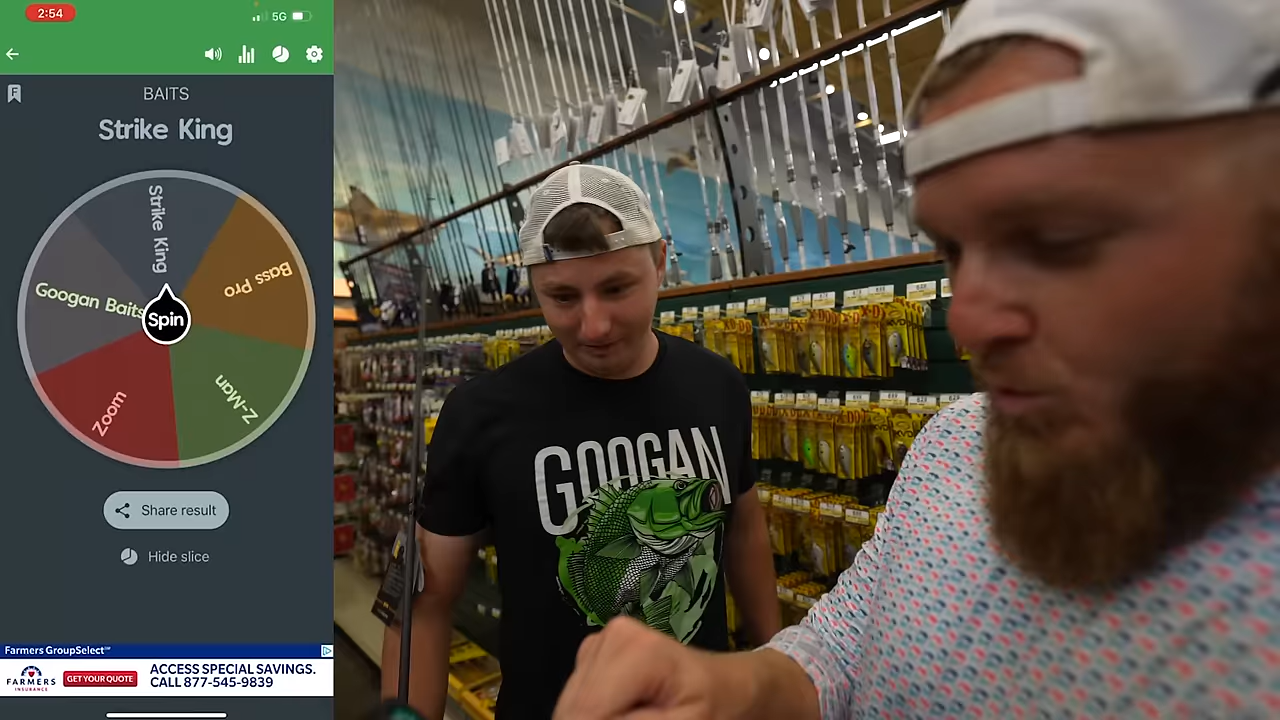 2:54
5G
BAITS
Strike King
Strike King
Bass Pro
Googan Baits
Spin
Zoom
Z-Man
Share result
Hide slice
Farmers GroupSelect℠
FARMERS
INSURANCE
GET YOUR QUOTE
ACCESS SPECIAL SAVINGS.
CALL 877-545-9839
GOOGAN